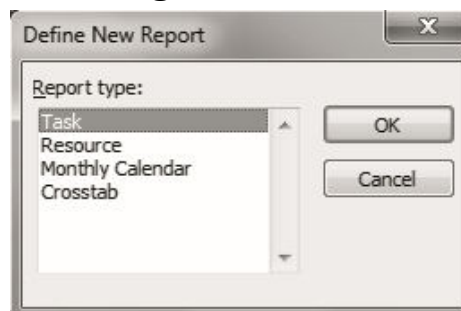 Define New Report
X
Report type:
Task
Resource
Monthly Calendar
Crosstab
OK
Cancel